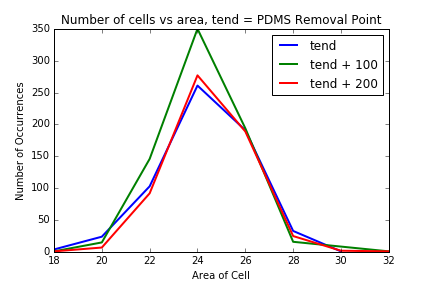 Number of cells vs area, tend = PDMS Removal Point
350
300
250
200
150
100
50
0
Number of Occurrences
tend
tend + 100
tend + 200
18 20 22 24 26 28 30 32
Area of Cell